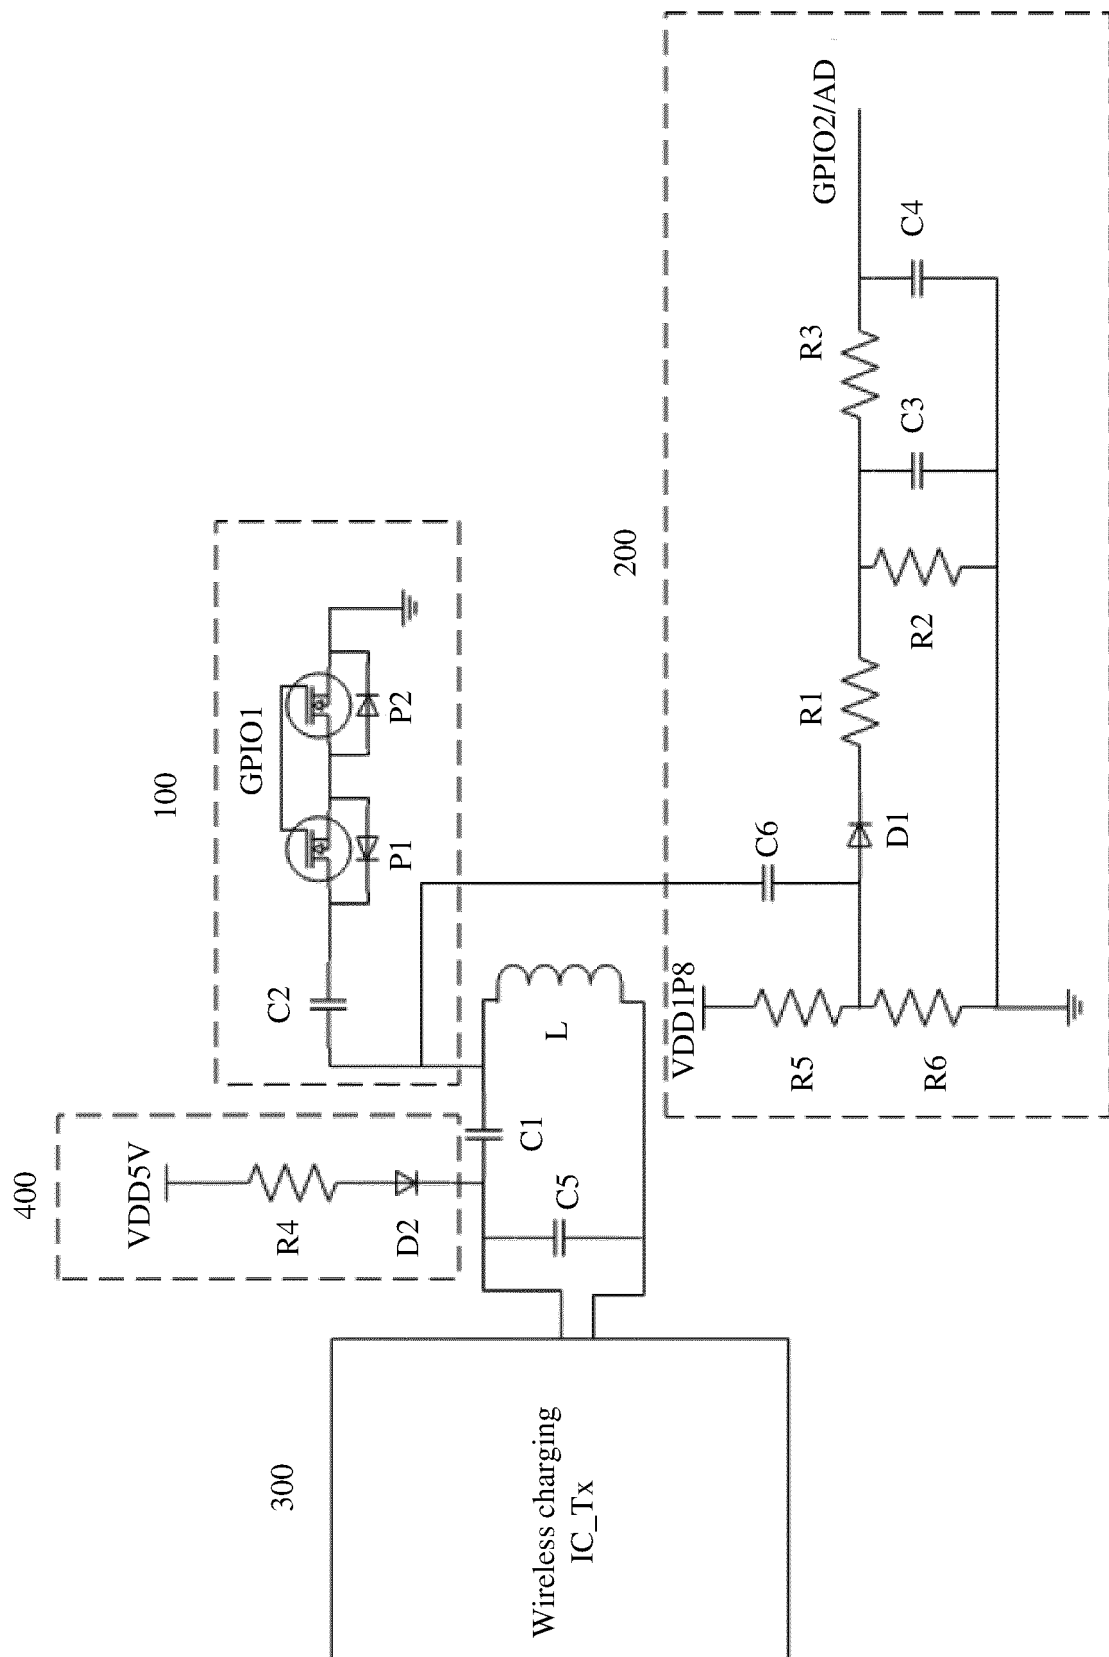 400
VDD5V
R4
D2
100
GPIO1
C2
P1
P2
300
Wireless charging
IC_Tx
C5
C1
L
200
VDD1P8
R5
R6
C6
D1
R1
R2
R3
C3
C4
GPIO2/AD